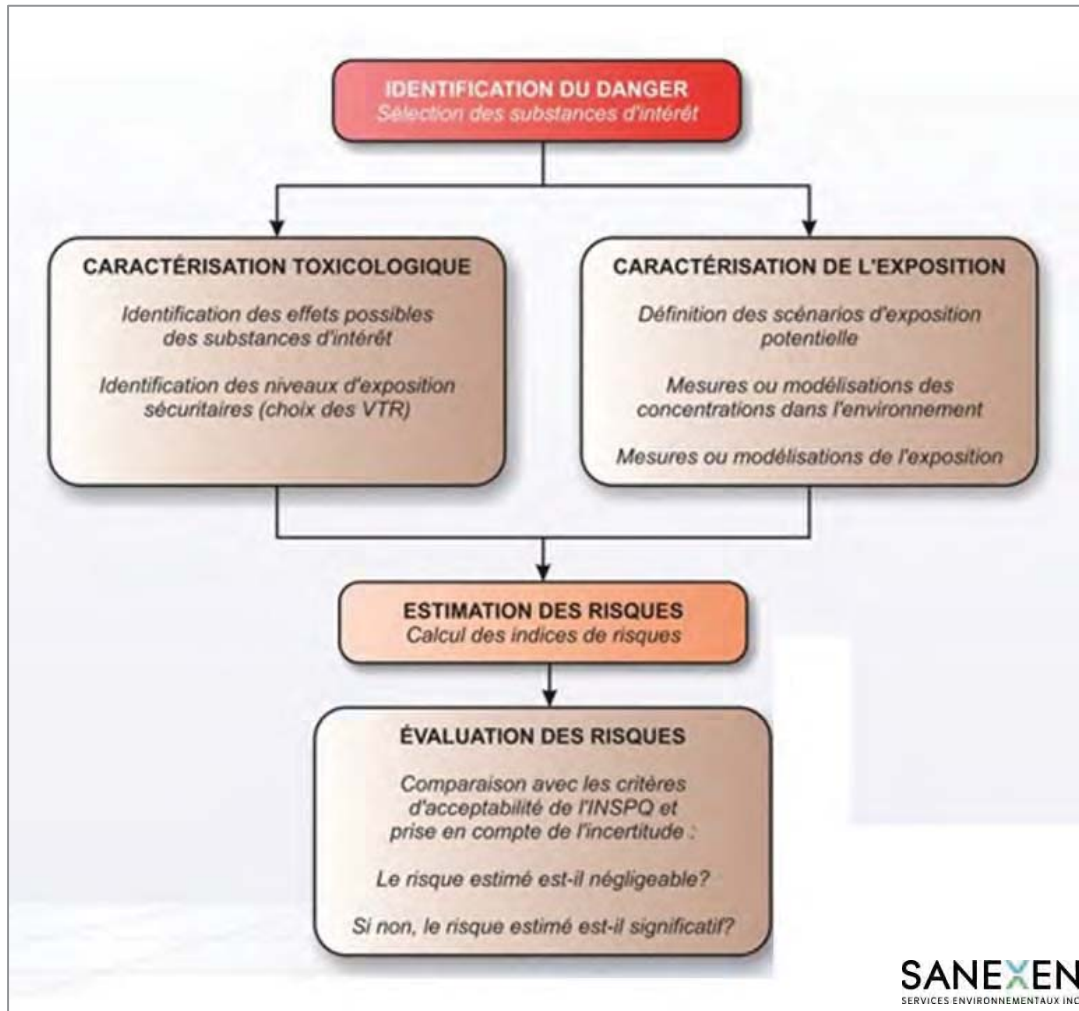 IDENTIFICATION DU DANGER
Sélection des substances d'intérêt
CARACTÉRISATION TOXICOLOGIQUE
Identification des effets possibles
des substances d'intérêt
Identification des niveaux d'exposition
sécuritaires (choix des VTR)
CARACTÉRISATION DE L'EXPOSITION
Définition des scénarios d'exposition
potentielle
Mesures ou modélisations des
concentrations dans l'environnement
Mesures ou modélisations de l'exposition
ESTIMATION DES RISQUES
Calcul des indices de risques
ÉVALUATION DES RISQUES
Comparaison avec les critères
d'acceptabilité de l'INSPQ et
prise en compte de l'incertitude :
Le risque estimé est-il négligeable?
Si non, le risque estimé est-il significatif?
SANEXEN
SERVICES ENVIRONNEMENTAUX INC